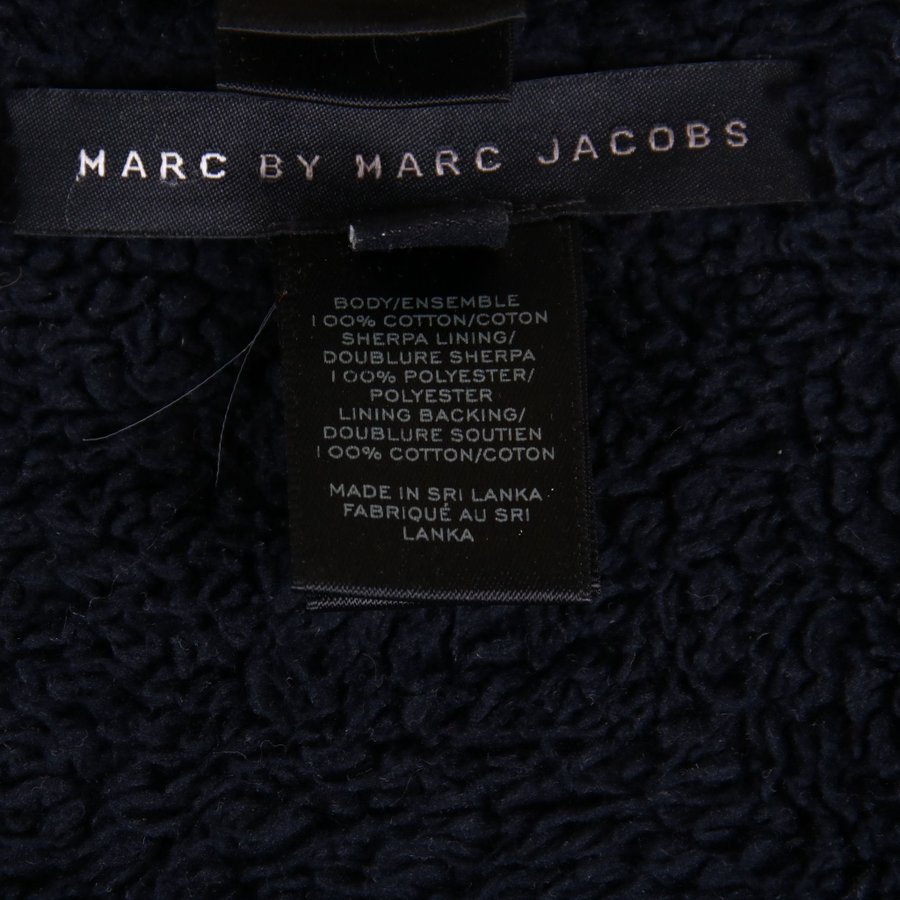 MARC BY MARC JACOBS
BODY/ENSEMBLE
100% COTTON/COTON
SHERPA LINING/
DOUBLURE SHERPA
100% POLYESTER/
POLYESTER
LINING BACKING/
DOUBLURE SOUTIEN
100% COTTON/COTON
MADE IN SRI LANKA
FABRIQUÉ AU SRI
LANKA